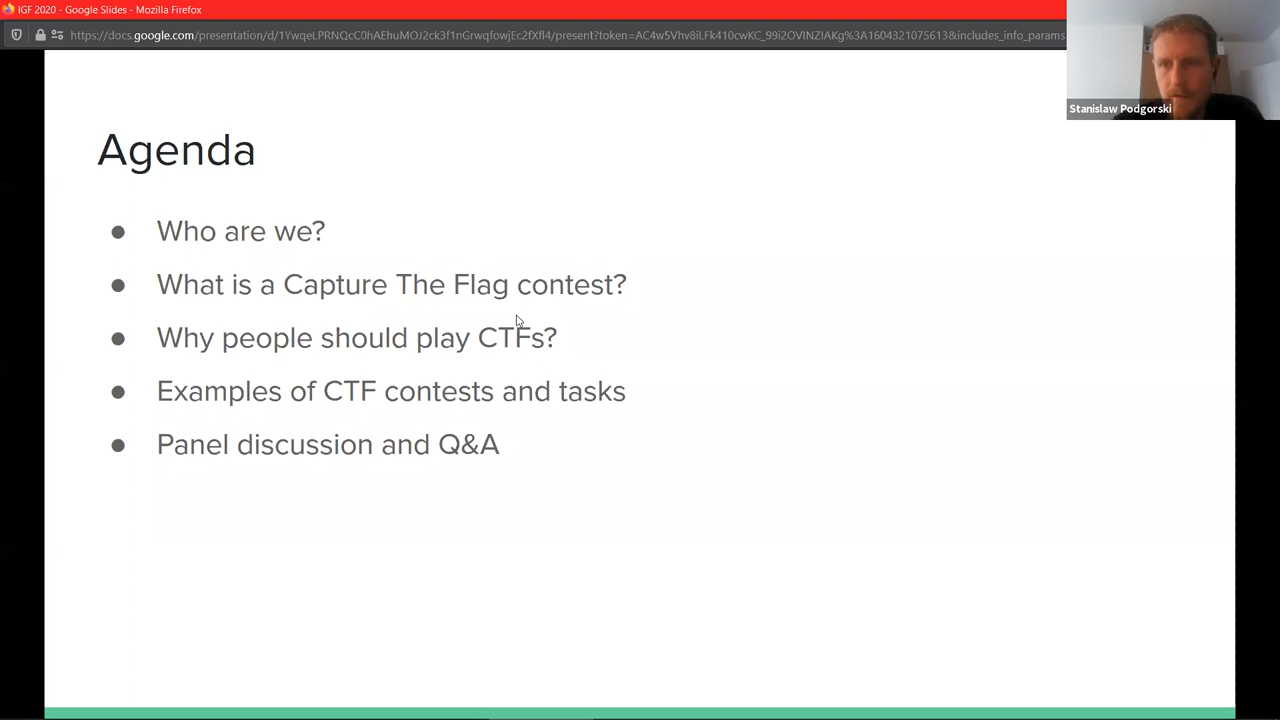 IGF 2020 - Google Slides - Mozilla Firefox
https://docs.google.com/presentation/d/1YwqeLPRNQcC0hAEhuMOJ2ck3f1nGrwqfowjEc2fXfl4/present?token=AC4w5Vhv8iLFk410cwKC_99i2OVINZIAKg%3A1604321075613&includes_info_params
Stanislaw Podgorski
Agenda
● Who are we?
● What is a Capture The Flag contest?
● Why people should play CTFs?
● Examples of CTF contests and tasks
● Panel discussion and Q&A